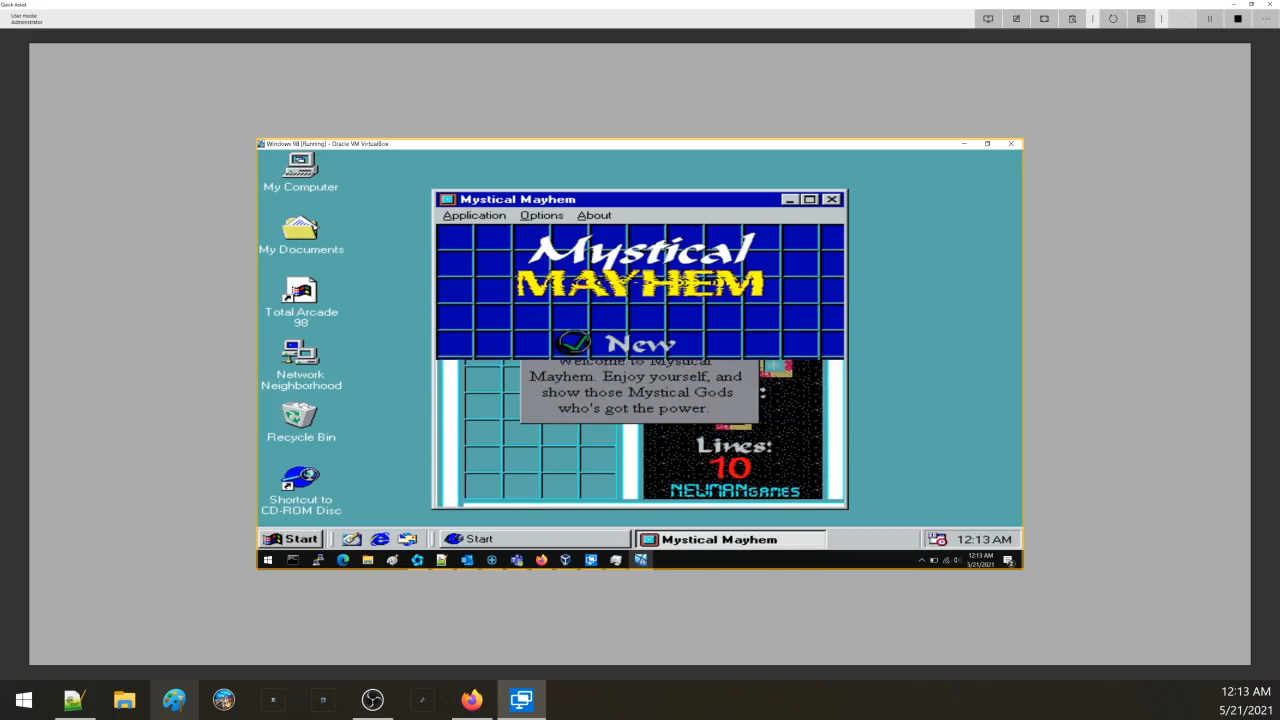 Quick Assist
User mode:
Administrator
Windows 98 [Running] - Oracle VM VirtualBox
My Computer
My Documents
Total Arcade
98
Network
Neighborhood
Recycle Bin
Shortcut to
CD-ROM Disc
Mystical Mayhem
Application Options About
Mystical
MAYHEM
New
Welcome to Mystical
Mayhem. Enjoy yourself, and
show those Mystical Gods
who's got the power.
Lines:
10
NEWMANGAMES
Start Start Mystical Mayhem 12:13 AM
12:13 AM
5/21/2021
12:13 AM
5/21/2021